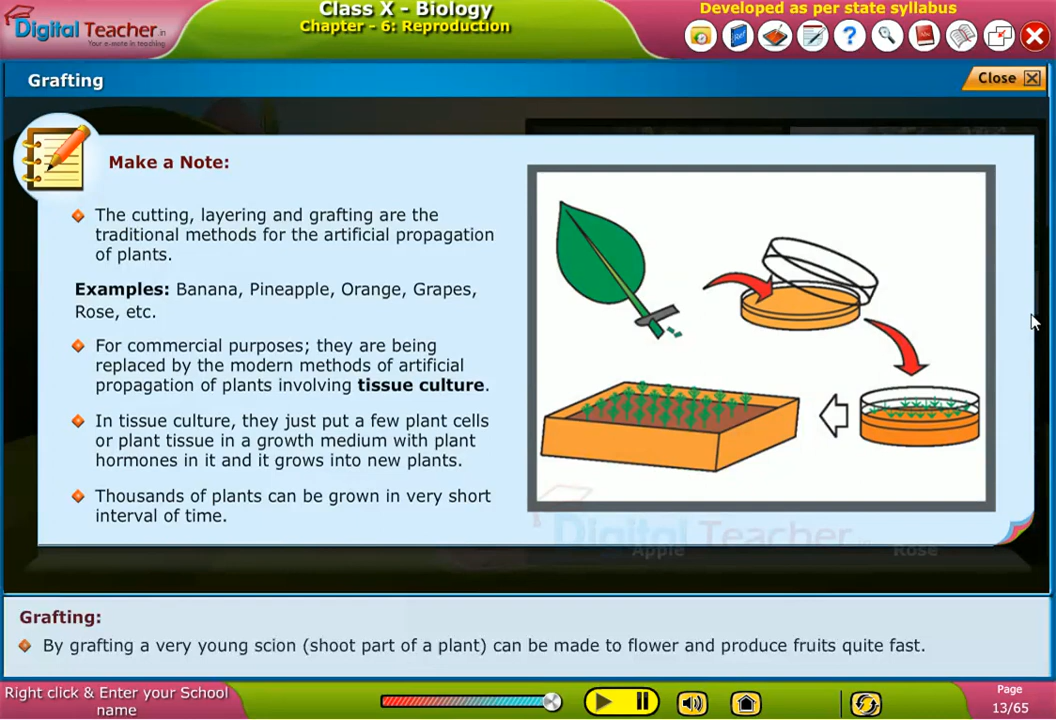 Digital Teacher.in
Your e-mate in teaching
Class X - Biology
Chapter - 6: Reproduction
Developed as per state syllabus
Grafting
Close
Make a Note:
The cutting, layering and grafting are the
traditional methods for the artificial propagation
of plants.
Examples: Banana, Pineapple, Orange, Grapes,
Rose, etc.
For commercial purposes; they are being
replaced by the modern methods of artificial
propagation of plants involving tissue culture.
In tissue culture, they just put a few plant cells
or plant tissue in a growth medium with plant
hormones in it and it grows into new plants.
Thousands of plants can be grown in very short
interval of time.
Digital Teacher.in
Apple
Rose
Grafting:
By grafting a very young scion (shoot part of a plant) can be made to flower and produce fruits quite fast.
Right click & Enter your School
name
Page
13/65